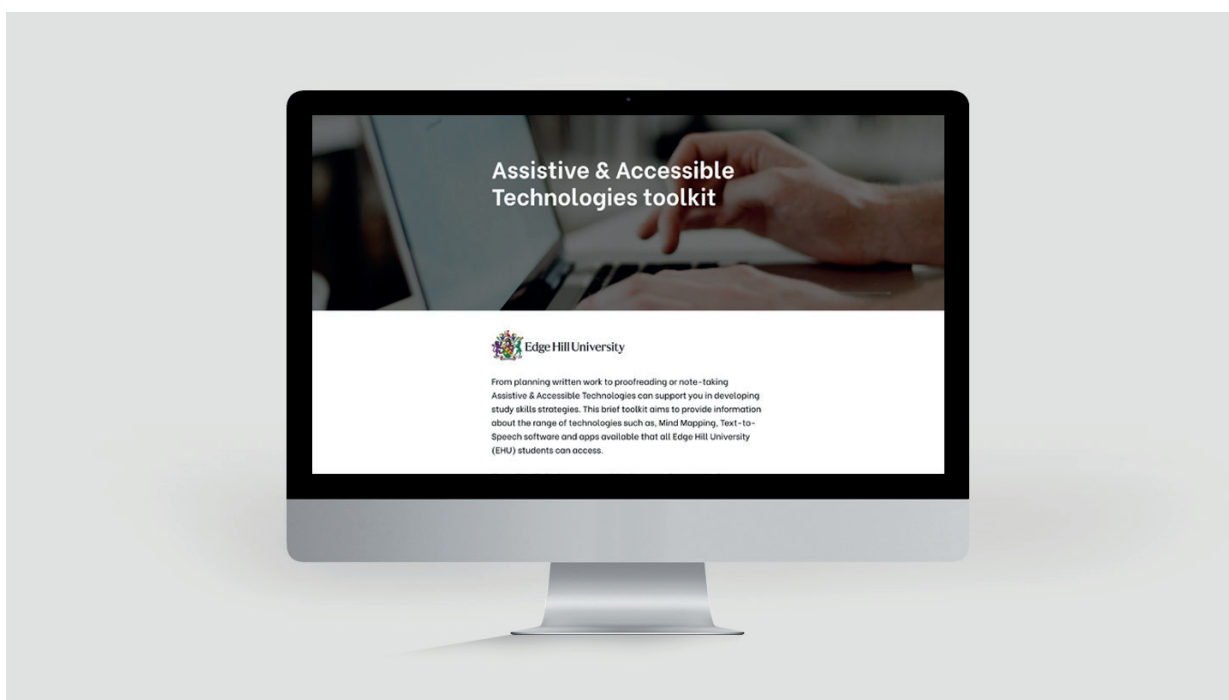 Assistive & Accessible
Technologies toolkit
Edge Hill University
From planning written work to proofreading or note-taking
Assistive & Accessible Technologies can support you in developing
study skills strategies. This brief toolkit aims to provide information
about the range of technologies such as, Mind Mapping, Text-to-
Speech software and apps available that all Edge Hill University
(EHU) students can access.